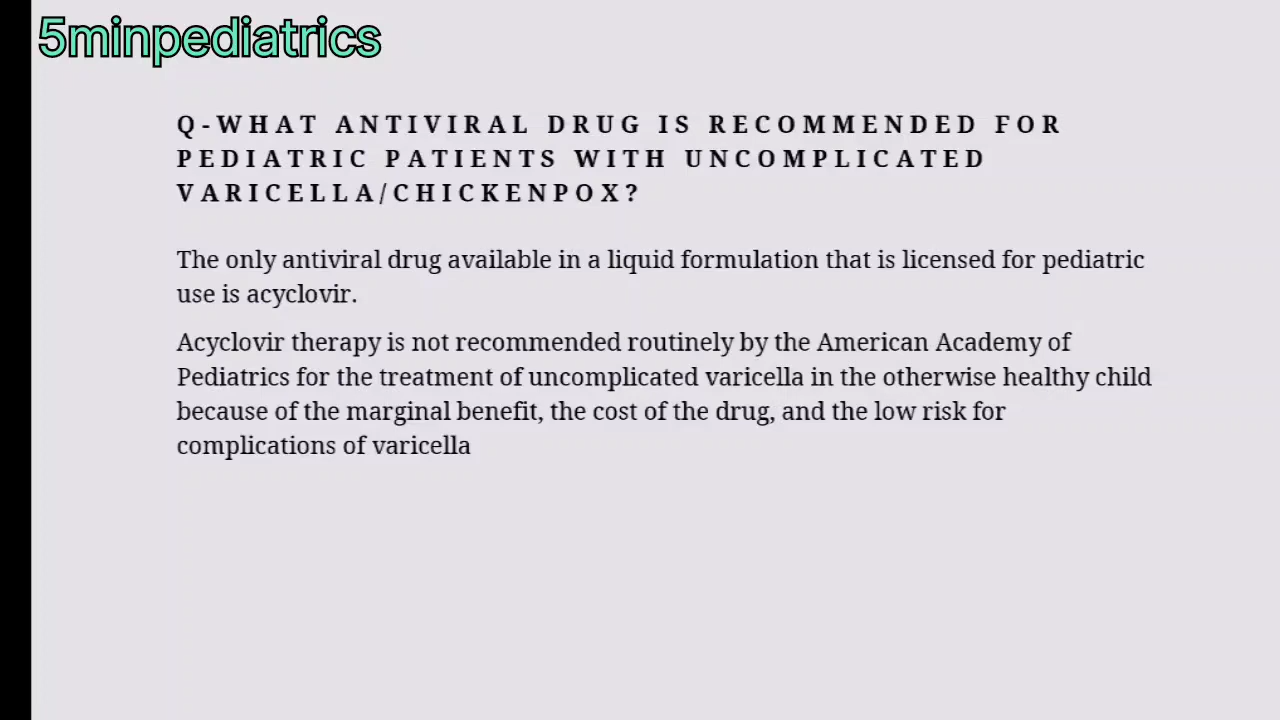 5minpediatrics
Q-WHAT ANTIVIRAL DRUG IS RECOMMENDED FOR
PEDIATRIC PATIENTS WITH UNCOMPLICATED
VARICELLA/CHICKENPOX?
The only antiviral drug available in a liquid formulation that is licensed for pediatric
use is acyclovir.
Acyclovir therapy is not recommended routinely by the American Academy of
Pediatrics for the treatment of uncomplicated varicella in the otherwise healthy child
because of the marginal benefit, the cost of the drug, and the low risk for
complications of varicella